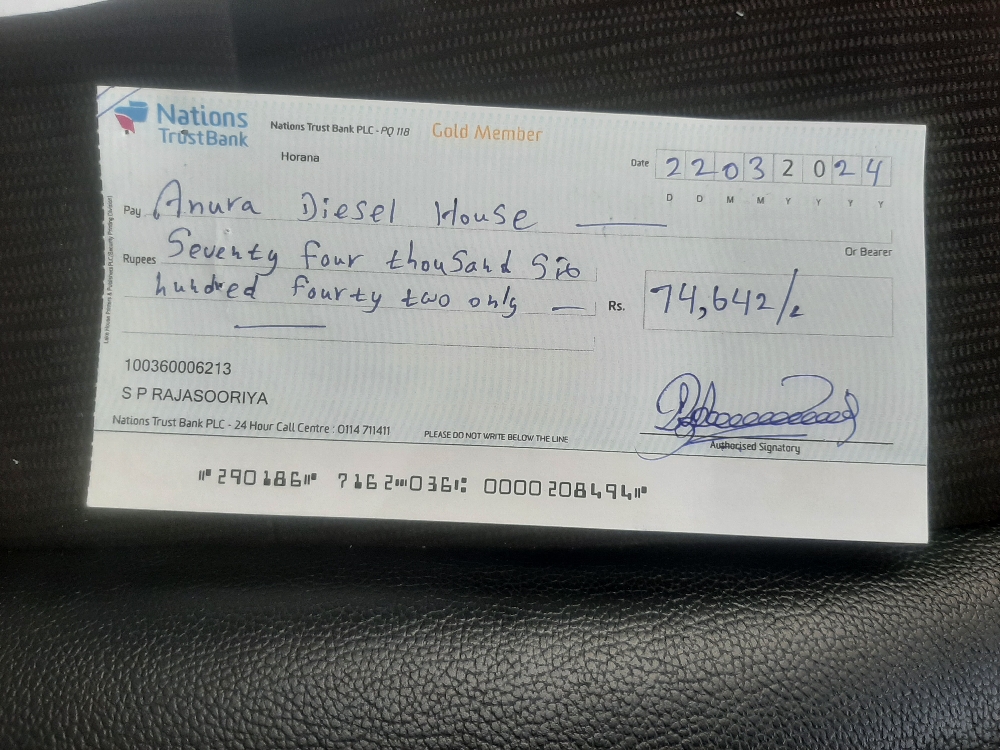 Nations
TrustBank
Nations Trust Bank PLC - PQ 118
Gold Member
Horana
Date 22032024
D D M M Y Y Y Y
Pay Anura Diesel House
Or Bearer
Rupees Seventy four thousand Six
hundred fourty two only —
Rs. 74,642/-
100360006213
S P RAJASOORIYA
Nations Trust Bank PLC - 24 Hour Call Centre : 0114 711411
PLEASE DO NOT WRITE BELOW THE LINE
Authorised Signatory
⑈290186⑈ 7162⑉036⑆ 0000208494⑈